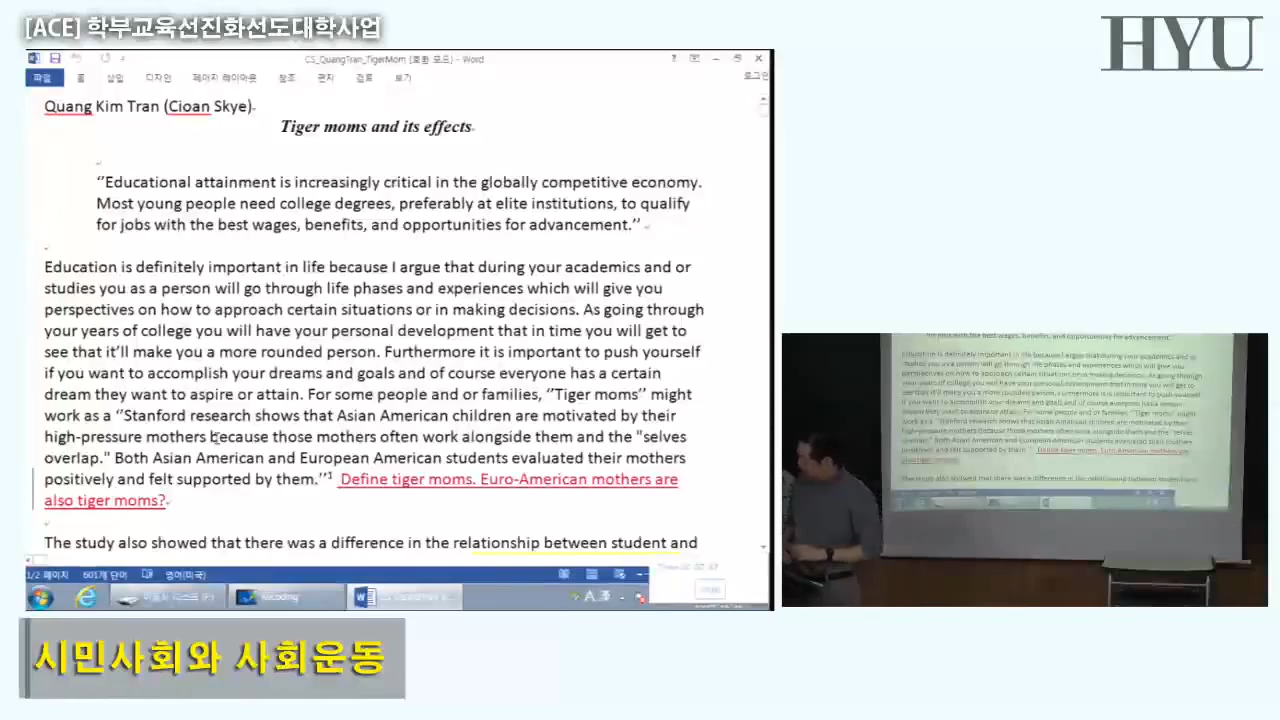 [ACE] 학부교육선진화선도대학사업
HYU
CS_QuangTran_TigerMom [호환 모드] - Word
파일 홈 삽입 디자인 페이지 레이아웃 참조 편지 검토 보기
Quang Kim Tran (Cioan Skye)
Tiger moms and its effects
‘’Educational attainment is increasingly critical in the globally competitive economy.
Most young people need college degrees, preferably at elite institutions, to qualify
for jobs with the best wages, benefits, and opportunities for advancement.’’
Education is definitely important in life because I argue that during your academics and or
studies you as a person will go through life phases and experiences which will give you
perspectives on how to approach certain situations or in making decisions. As going through
your years of college you will have your personal development that in time you will get to
see that it’ll make you a more rounded person. Furthermore it is important to push yourself
if you want to accomplish your dreams and goals and of course everyone has a certain
dream they want to aspire or attain. For some people and or families, ‘’Tiger moms’’ might
work as a ‘’Stanford research shows that Asian American children are motivated by their
high-pressure mothers because those mothers often work alongside them and the "selves
overlap." Both Asian American and European American students evaluated their mothers
positively and felt supported by them.’’¹ Define tiger moms. Euro-American mothers are
also tiger moms?
The study also showed that there was a difference in the relationship between student and
1/2 페이지 601개 단어 영어(미국)
시민사회와 사회운동